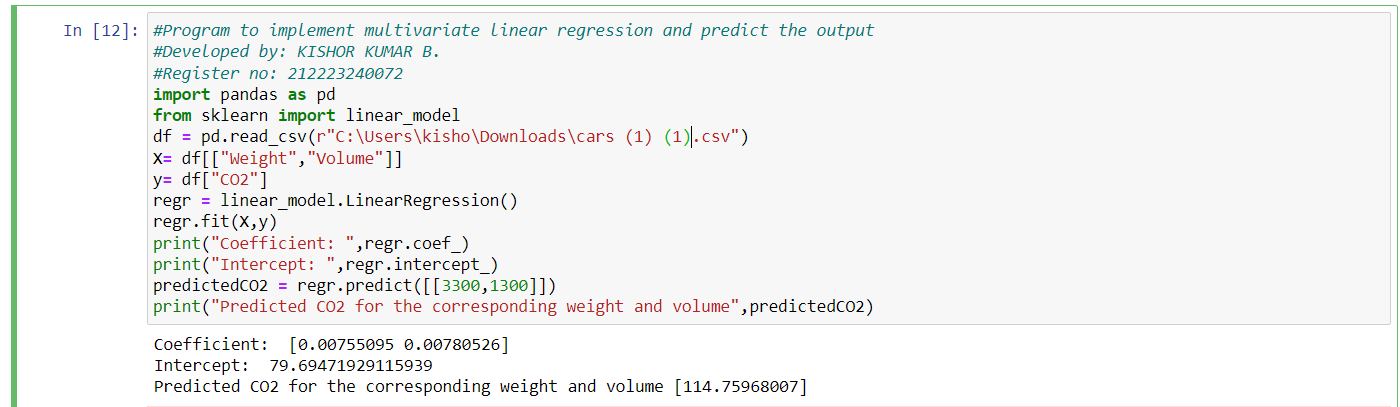 In [12]: #Program to implement multivariate linear regression and predict the output
#Developed by: KISHOR KUMAR B.
#Register no: 212223240072
import pandas as pd
from sklearn import linear_model
df = pd.read_csv(r"C:\Users\kisho\Downloads\cars (1) (1).csv")
X= df[["Weight","Volume"]]
y= df["CO2"]
regr = linear_model.LinearRegression()
regr.fit(X,y)
print("Coefficient: ",regr.coef_)
print("Intercept: ",regr.intercept_)
predictedCO2 = regr.predict([[3300,1300]])
print("Predicted CO2 for the corresponding weight and volume",predictedCO2)
Coefficient:  [0.00755095 0.00780526]
Intercept:  79.69471929115939
Predicted CO2 for the corresponding weight and volume [114.75968007]